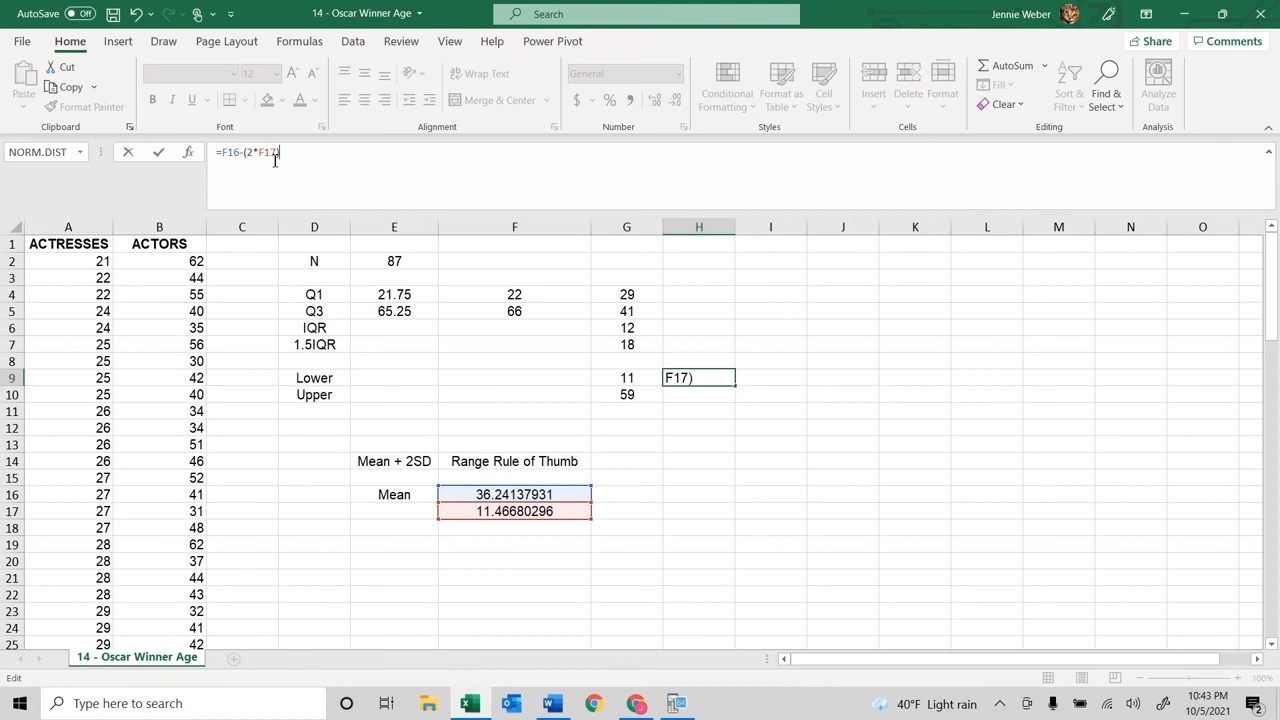 AutoSave Off 14 - Oscar Winner Age Search Jennie Weber
File Home Insert Draw Page Layout Formulas Data Review View Help Power Pivot Share Comments
Paste Cut Copy Format Painter 12 Wrap Text Merge & Center General Conditional Formatting Format as Table Cell Styles Insert Delete Format AutoSum Fill Clear Sort & Filter Find & Select Analyze Data
Clipboard Font Alignment Number Styles Cells Editing Analysis
NORM.DIST =F16-(2*F17)
A B C D E F G H I J K L M N O
1 ACTRESSES ACTORS
2 21 62 N 87
3 22 44
4 22 55 Q1 21.75 22 29
5 24 40 Q3 65.25 66 41
6 24 35 IQR 12
7 25 56 1.5IQR 18
8 25 30
9 25 42 Lower 11 F17)
10 25 40 Upper 59
11 26 34
12 26 34
13 26 51
14 26 46 Mean + 2SD Range Rule of Thumb
15 27 52
16 27 41 Mean 36.24137931
17 27 31 11.46680296
18 27 48
19 28 62
20 28 37
21 28 44
22 28 43
23 29 32
24 29 41
25 29 42
14 - Oscar Winner Age
Edit 100%
Type here to search 40°F Light rain 10:43 PM
10/5/2021 2